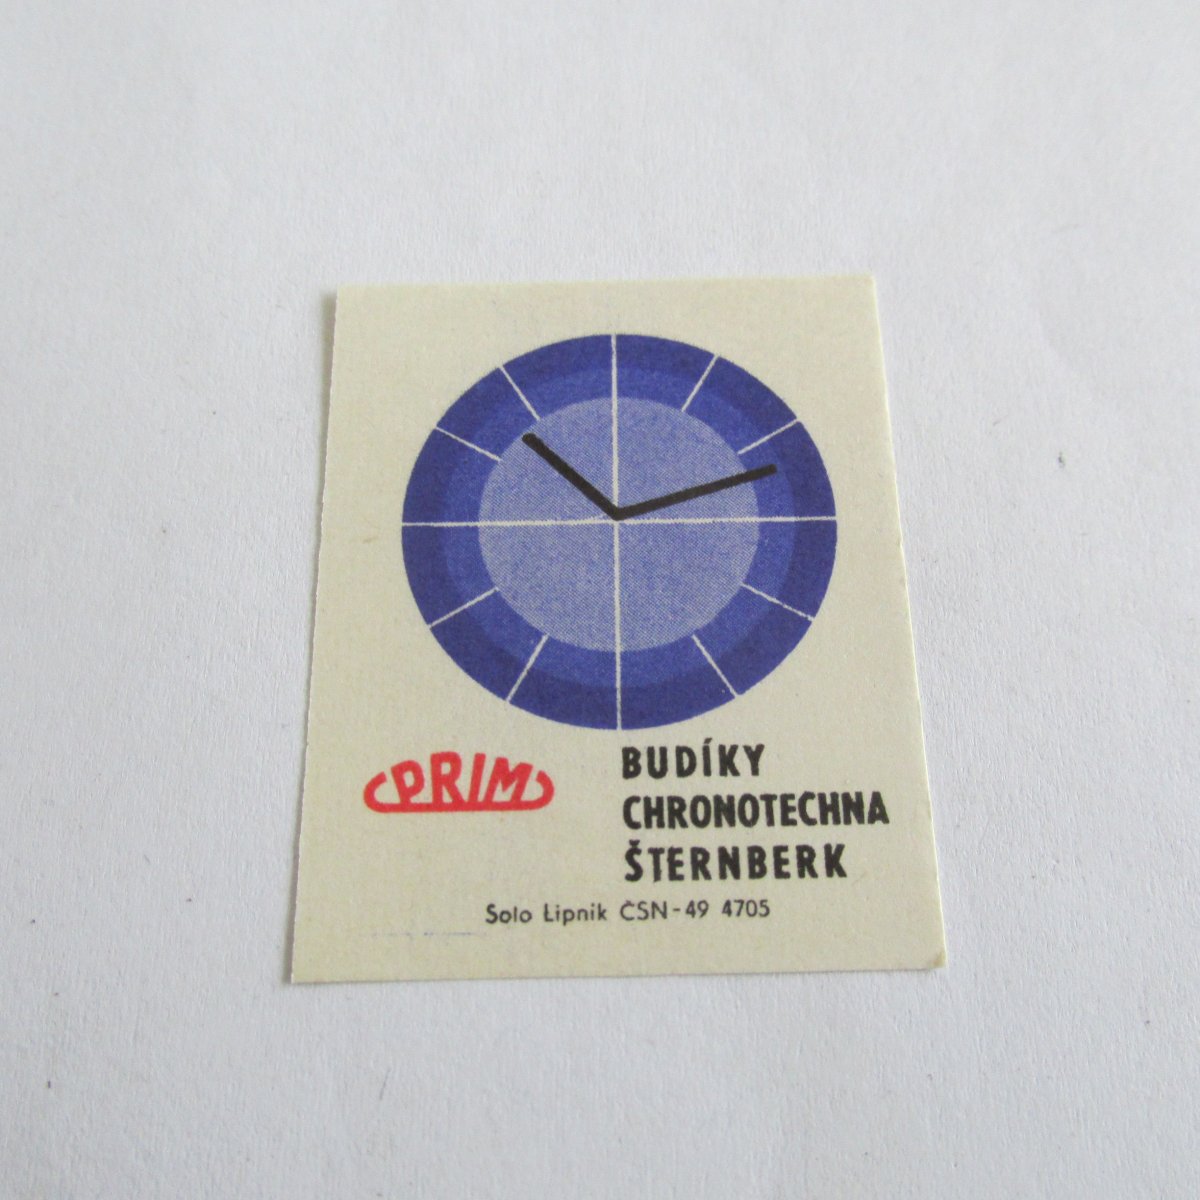 PRIM
BUDÍKY
CHRONOTECHNA
ŠTERNBERK
Solo Lipník ČSN-49 4705